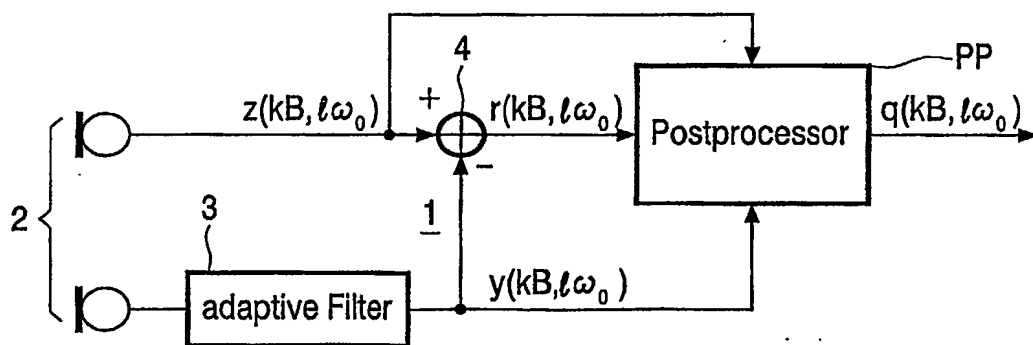 4
PP
+
z(kB, ℓω₀)
r(kB, ℓω₀)
Postprocessor
q(kB, ℓω₀)
−
2
3
1
adaptive Filter
y(kB, ℓω₀)